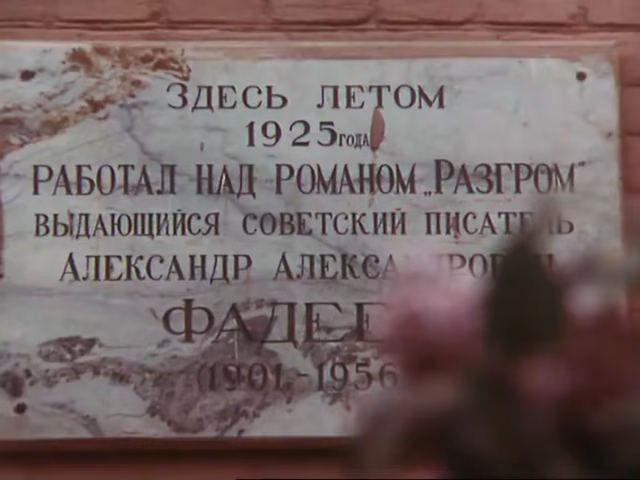 ЗДЕСЬ ЛЕТОМ
1925 ГОДА
РАБОТАЛ НАД РОМАНОМ „РАЗГРОМ"
ВЫДАЮЩИЙСЯ СОВЕТСКИЙ ПИСАТЕЛЬ
АЛЕКСАНДР АЛЕКСАНДРОВИЧ
ФАДЕЕВ
(1901-1956